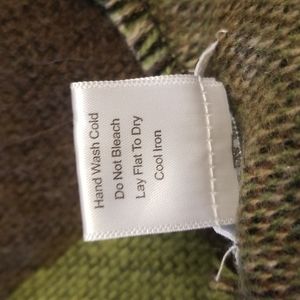 Hand Wash Cold
Do Not Bleach
Lay Flat To Dry
Cool Iron